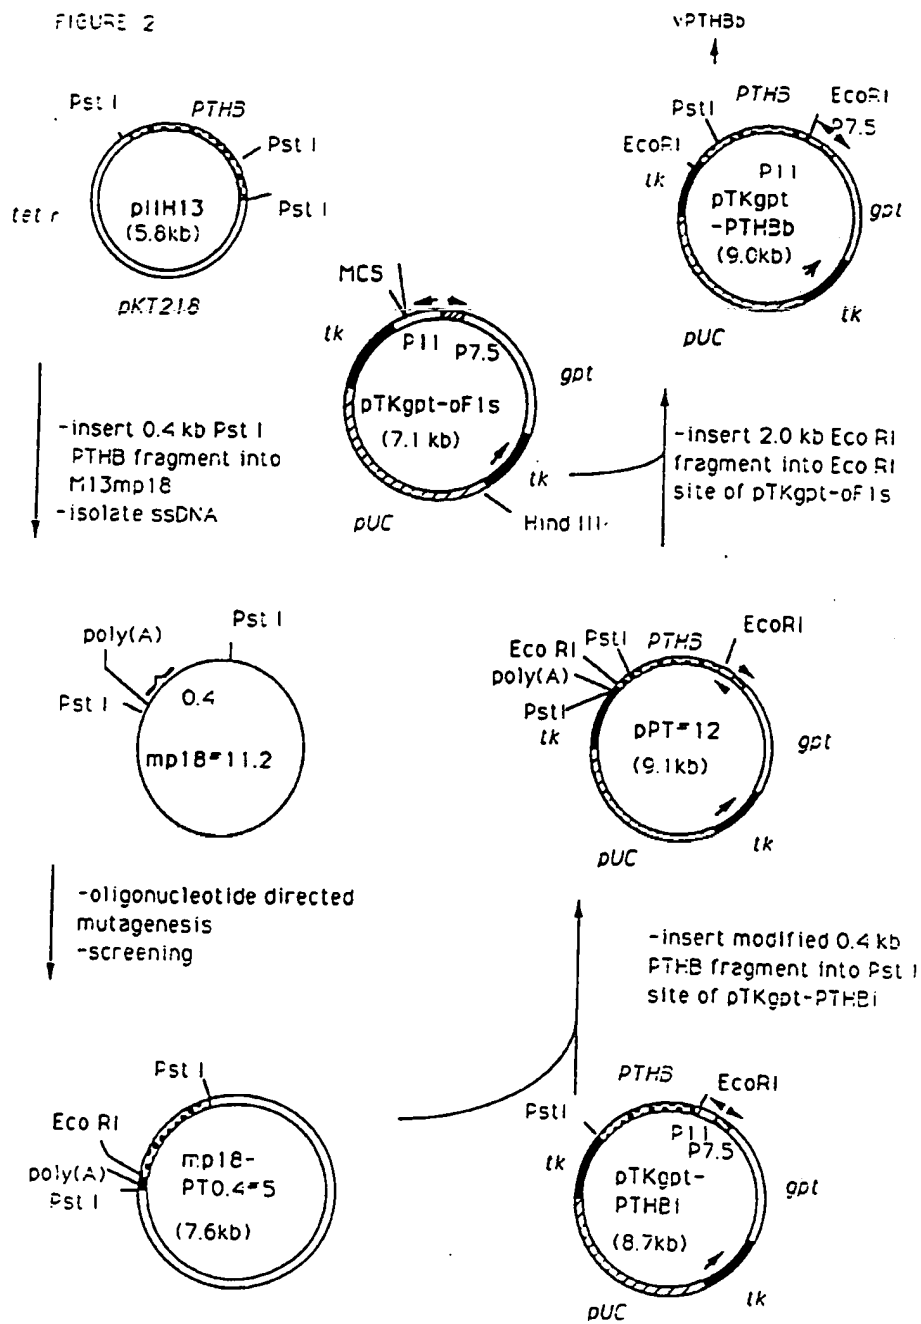 FIGURE 2
vPTHBb
Pst I
PTHB
Pst I
Pst I
tet r
pIIH13
(5.8kb)
pKT218
PTHB
EcoRI
PstI
P7.5
EcoRI
tk
P11
pTKgpt
-PTHBb
(9.0kb)
gpt
tk
pUC
MCS
tk
P11
P7.5
gpt
pTKgpt-oF1s
(7.1 kb)
tk
pUC
Hind III
-insert 0.4 kb Pst I
PTHB fragment into
M13mp18
-isolate ssDNA
-insert 2.0 kb Eco RI
fragment into Eco RI
site of pTKgpt-oF1s
Pst I
poly(A)
Pst I
0.4
mp18#11.2
EcoRI
PstI
PTHB
Eco RI
poly(A)
PstI
tk
pPT#12
(9.1kb)
gpt
tk
pUC
-oligonucleotide directed
mutagenesis
-screening
-insert modified 0.4 kb
PTHB fragment into Pst I
site of pTKgpt-PTHBi
Pst I
Eco RI
poly(A)
Pst I
mp18-
PT0.4#5
(7.6kb)
PTHB
EcoRI
PstI
P11
P7.5
tk
pTKgpt-
PTHBi
(8.7kb)
gpt
tk
pUC